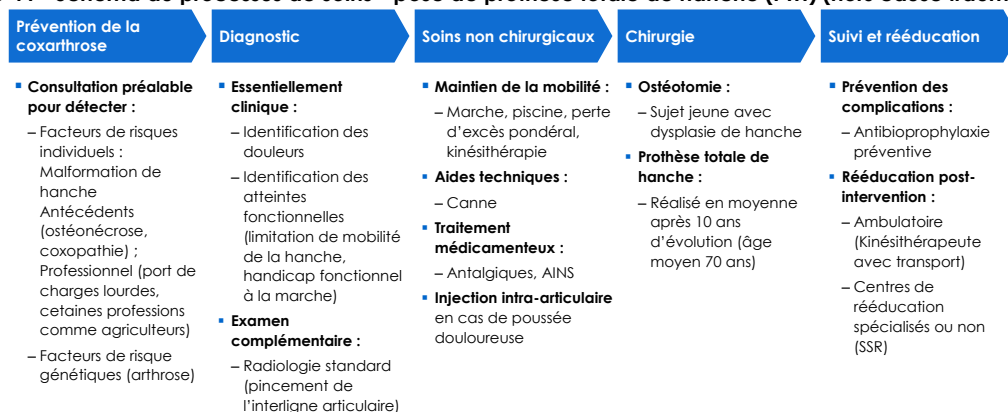 Prévention de la
coxarthrose
Diagnostic
Soins non chirurgicaux
Chirurgie
Suivi et rééducation
▪ Consultation préalable
pour détecter :
– Facteurs de risques
individuels :
Malformation de
hanche
Antécédents
(ostéonécrose,
coxopathie) ;
Professionnel (port de
charges lourdes,
cetaines professions
comme agriculteurs)
– Facteurs de risque
génétiques (arthrose)
▪ Essentiellement
clinique :
– Identification des
douleurs
– Identification des
atteintes
fonctionnelles
(limitation de mobilité
de la hanche,
handicap fonctionnel
à la marche)
▪ Examen
complémentaire :
– Radiologie standard
(pincement de
l’interligne articulaire)
▪ Maintien de la mobilité :
– Marche, piscine, perte
d’excès pondéral,
kinésithérapie
▪ Aides techniques :
– Canne
▪ Traitement
médicamenteux :
– Antalgiques, AINS
▪ Injection intra-articulaire
en cas de poussée
douloureuse
▪ Ostéotomie :
– Sujet jeune avec
dysplasie de hanche
▪ Prothèse totale de
hanche :
– Réalisé en moyenne
après 10 ans
d’évolution (âge
moyen 70 ans)
▪ Prévention des
complications :
– Antibioprophylaxie
préventive
▪ Rééducation post-
intervention :
– Ambulatoire
(Kinésithérapeute
avec transport)
– Centres de
rééducation
spécialisés ou non
(SSR)